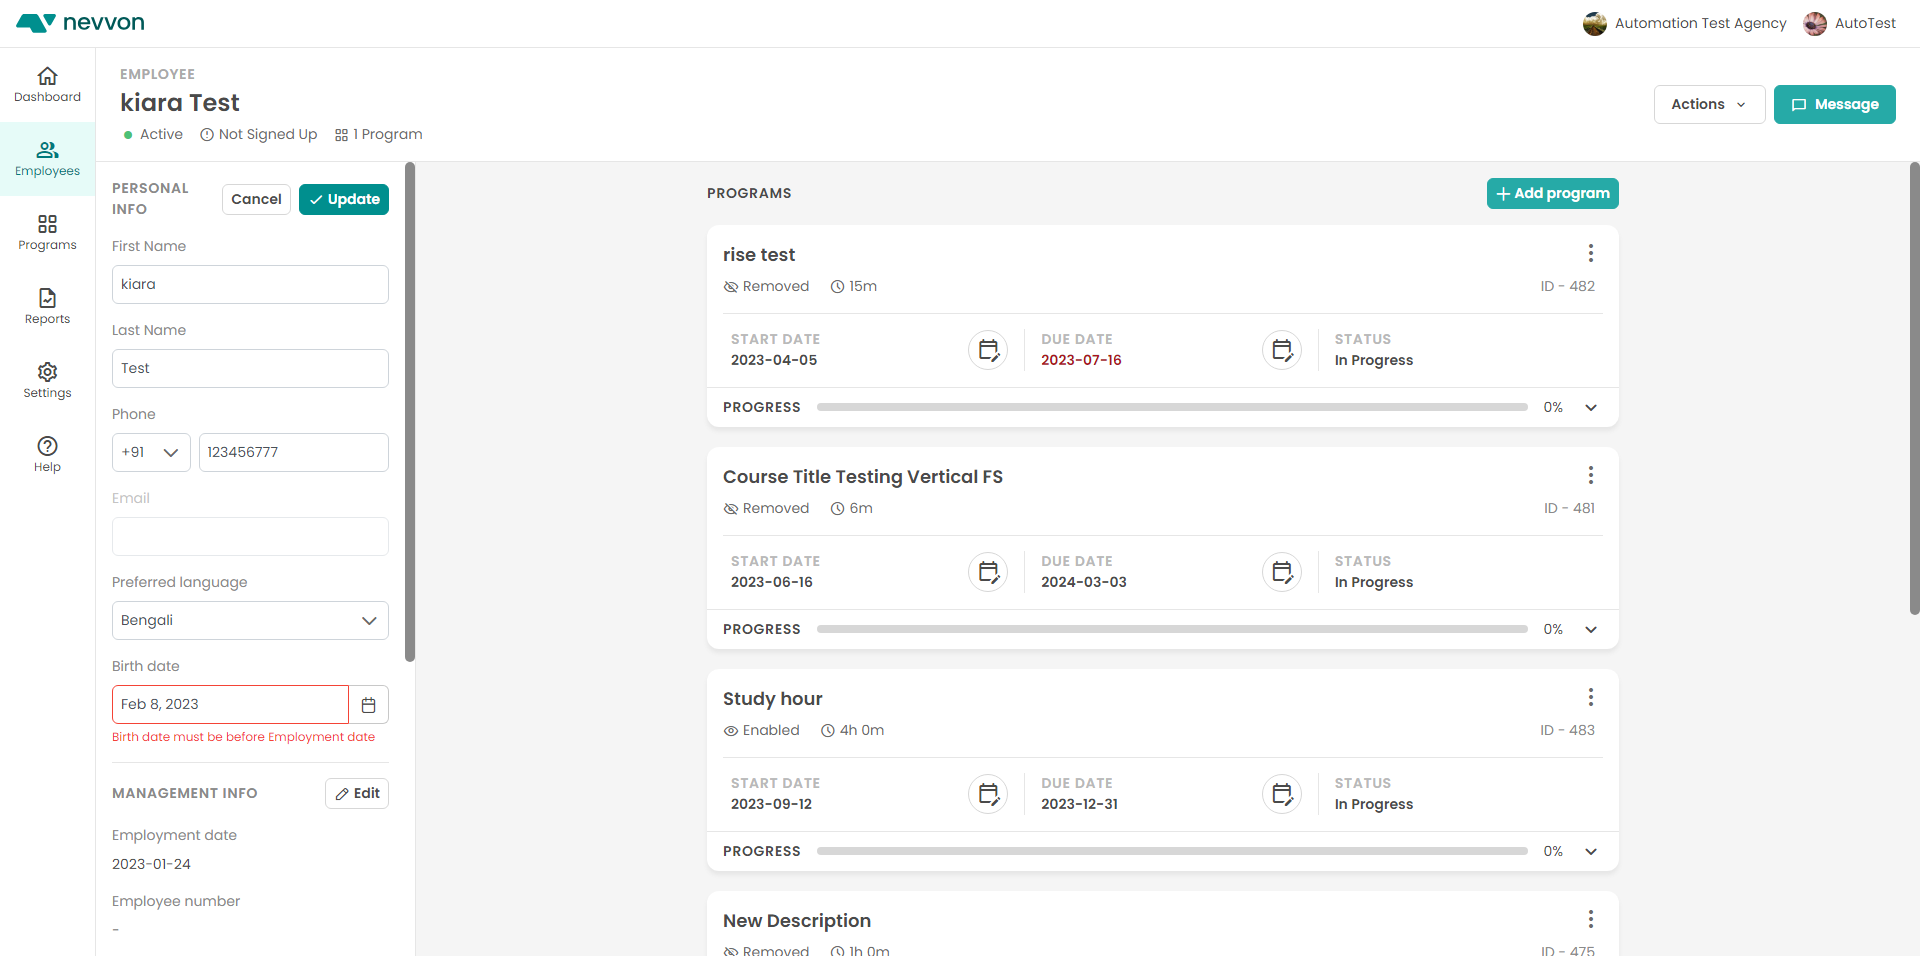 nevvon
Automation Test Agency
AutoTest
Dashboard
Employees
Programs
Reports
Settings
Help
EMPLOYEE
kiara Test
Active
Not Signed Up
1 Program
Actions
Message
PERSONAL
INFO
Cancel
Update
First Name
kiara
Last Name
Test
Phone
+91
123456777
Email
Preferred language
Bengali
Birth date
Feb 8, 2023
Birth date must be before Employment date
MANAGEMENT INFO
Edit
Employment date
2023-01-24
Employee number
-
PROGRAMS
Add program
rise test
Removed
15m
ID - 482
START DATE
2023-04-05
DUE DATE
2023-07-16
STATUS
In Progress
PROGRESS
0%
Course Title Testing Vertical FS
Removed
6m
ID - 481
START DATE
2023-06-16
DUE DATE
2024-03-03
STATUS
In Progress
PROGRESS
0%
Study hour
Enabled
4h 0m
ID - 483
START DATE
2023-09-12
DUE DATE
2023-12-31
STATUS
In Progress
PROGRESS
0%
New Description
Removed
1h 0m
ID - 475